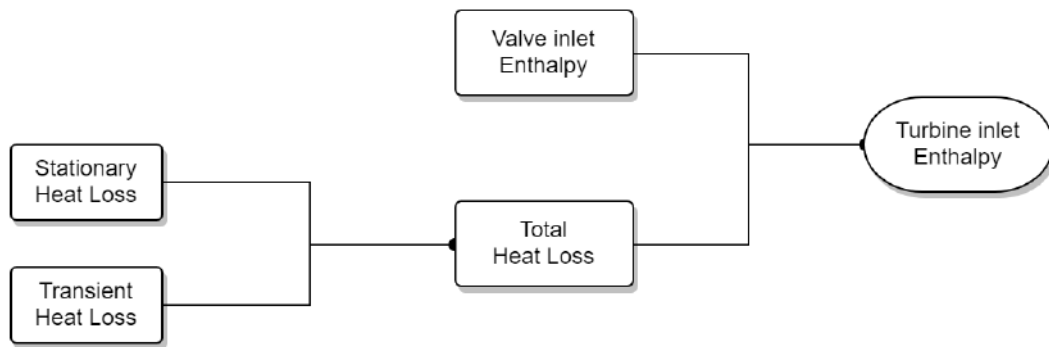 Valve inlet
Enthalpy
Turbine inlet
Enthalpy
Stationary
Heat Loss
Total
Heat Loss
Transient
Heat Loss